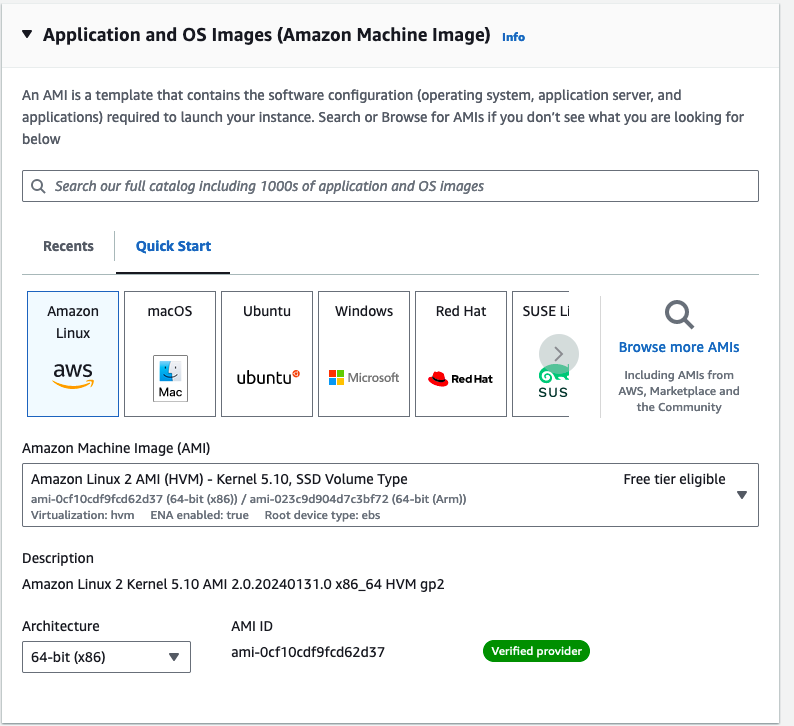 Application and OS Images (Amazon Machine Image) Info
An AMI is a template that contains the software configuration (operating system, application server, and
applications) required to launch your instance. Search or Browse for AMIs if you don't see what you are looking for
below
Search our full catalog including 1000s of application and OS images
Recents
Quick Start
Amazon
Linux
aws
macOS
Mac
Ubuntu
ubuntu
Windows
Microsoft
Red Hat
Red Hat
SUSE Li
SUS
Browse more AMIs
Including AMIs from
AWS, Marketplace and
the Community
Amazon Machine Image (AMI)
Amazon Linux 2 AMI (HVM) - Kernel 5.10, SSD Volume Type
Free tier eligible
ami-0cf10cdf9fcd62d37 (64-bit (x86)) / ami-023c9d904d7c3bf72 (64-bit (Arm))
Virtualization: hvm ENA enabled: true Root device type: ebs
Description
Amazon Linux 2 Kernel 5.10 AMI 2.0.20240131.0 x86_64 HVM gp2
Architecture
64-bit (x86)
AMI ID
ami-0cf10cdf9fcd62d37
Verified provider